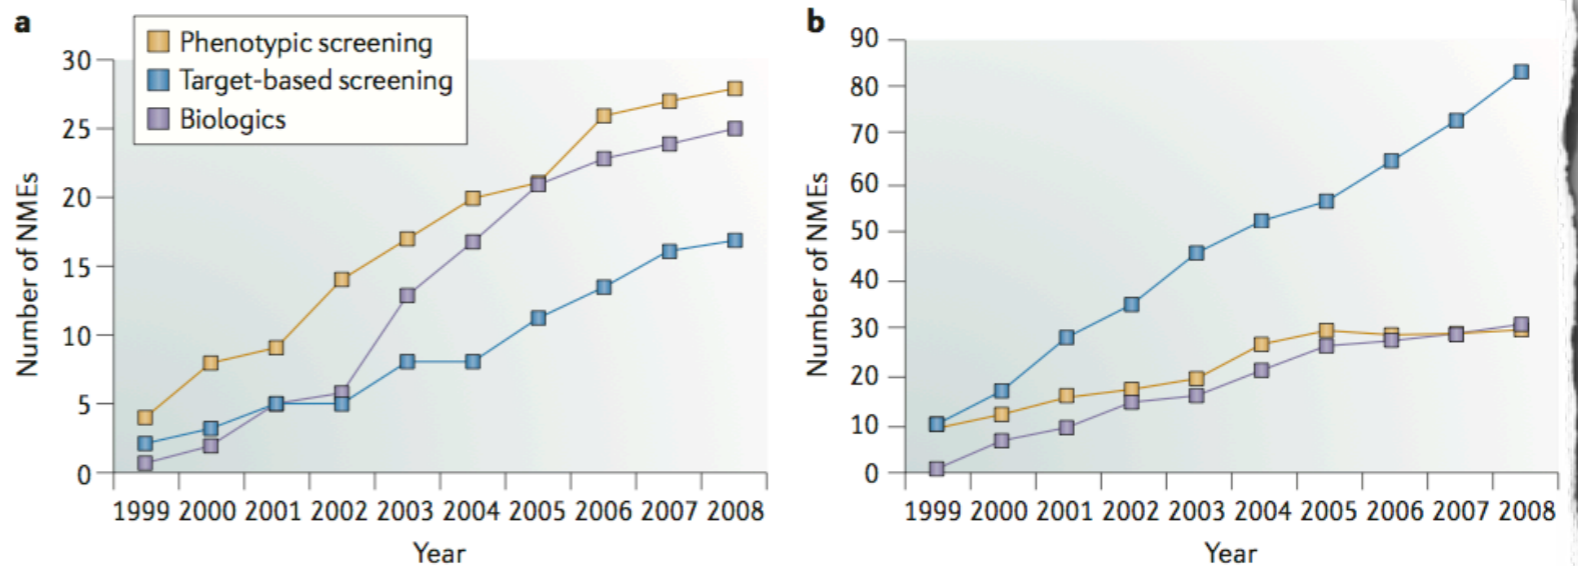 a
Phenotypic screening
Target-based screening
Biologics
30
25
20
15
10
5
0
Number of NMEs
1999 2000 2001 2002 2003 2004 2005 2006 2007 2008
Year
b
90
80
70
60
50
40
30
20
10
0
Number of NMEs
1999 2000 2001 2002 2003 2004 2005 2006 2007 2008
Year